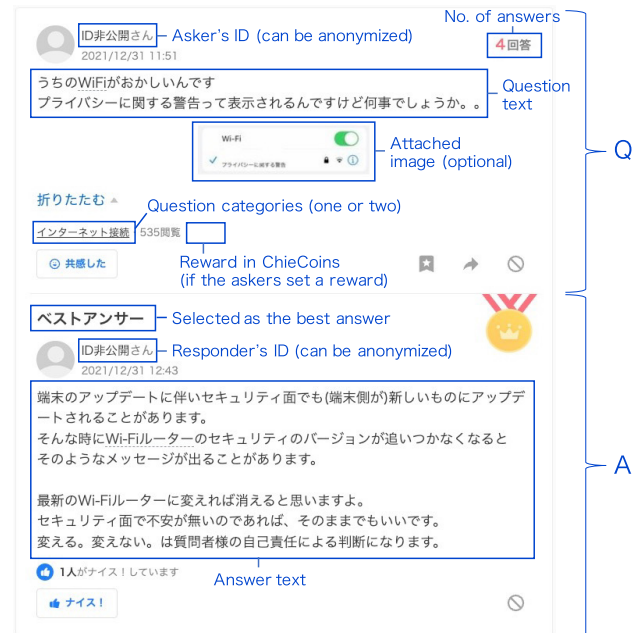 No. of answers
ID非公開さん
Asker's ID (can be anonymized)
2021/12/31 11:51
4回答
うちのWiFiがおかしいんです
プライバシーに関する警告って表示されるんですけど何事でしょうか。。
Question
text
Wi-Fi
プライバシーに関する警告
Attached
image (optional)
Q
折りたたむ
Question categories (one or two)
インターネット接続
535閲覧
共感した
Reward in ChieCoins
(if the askers set a reward)
ベストアンサー
Selected as the best answer
ID非公開さん
Responder's ID (can be anonymized)
2021/12/31 12:43
端末のアップデートに伴いセキュリティ面でも(端末側が)新しいものにアップデ
ートされることがあります。
そんな時にWi-Fiルーターのセキュリティのバージョンが追いつかなくなると
そのようなメッセージが出ることがあります。
最新のWi-Fiルーターに変えれば消えると思いますよ。
セキュリティ面で不安が無いのであれば、そのままでもいいです。
変える。変えない。は質問者様の自己責任による判断になります。
A
1人がナイス！しています
Answer text
ナイス！